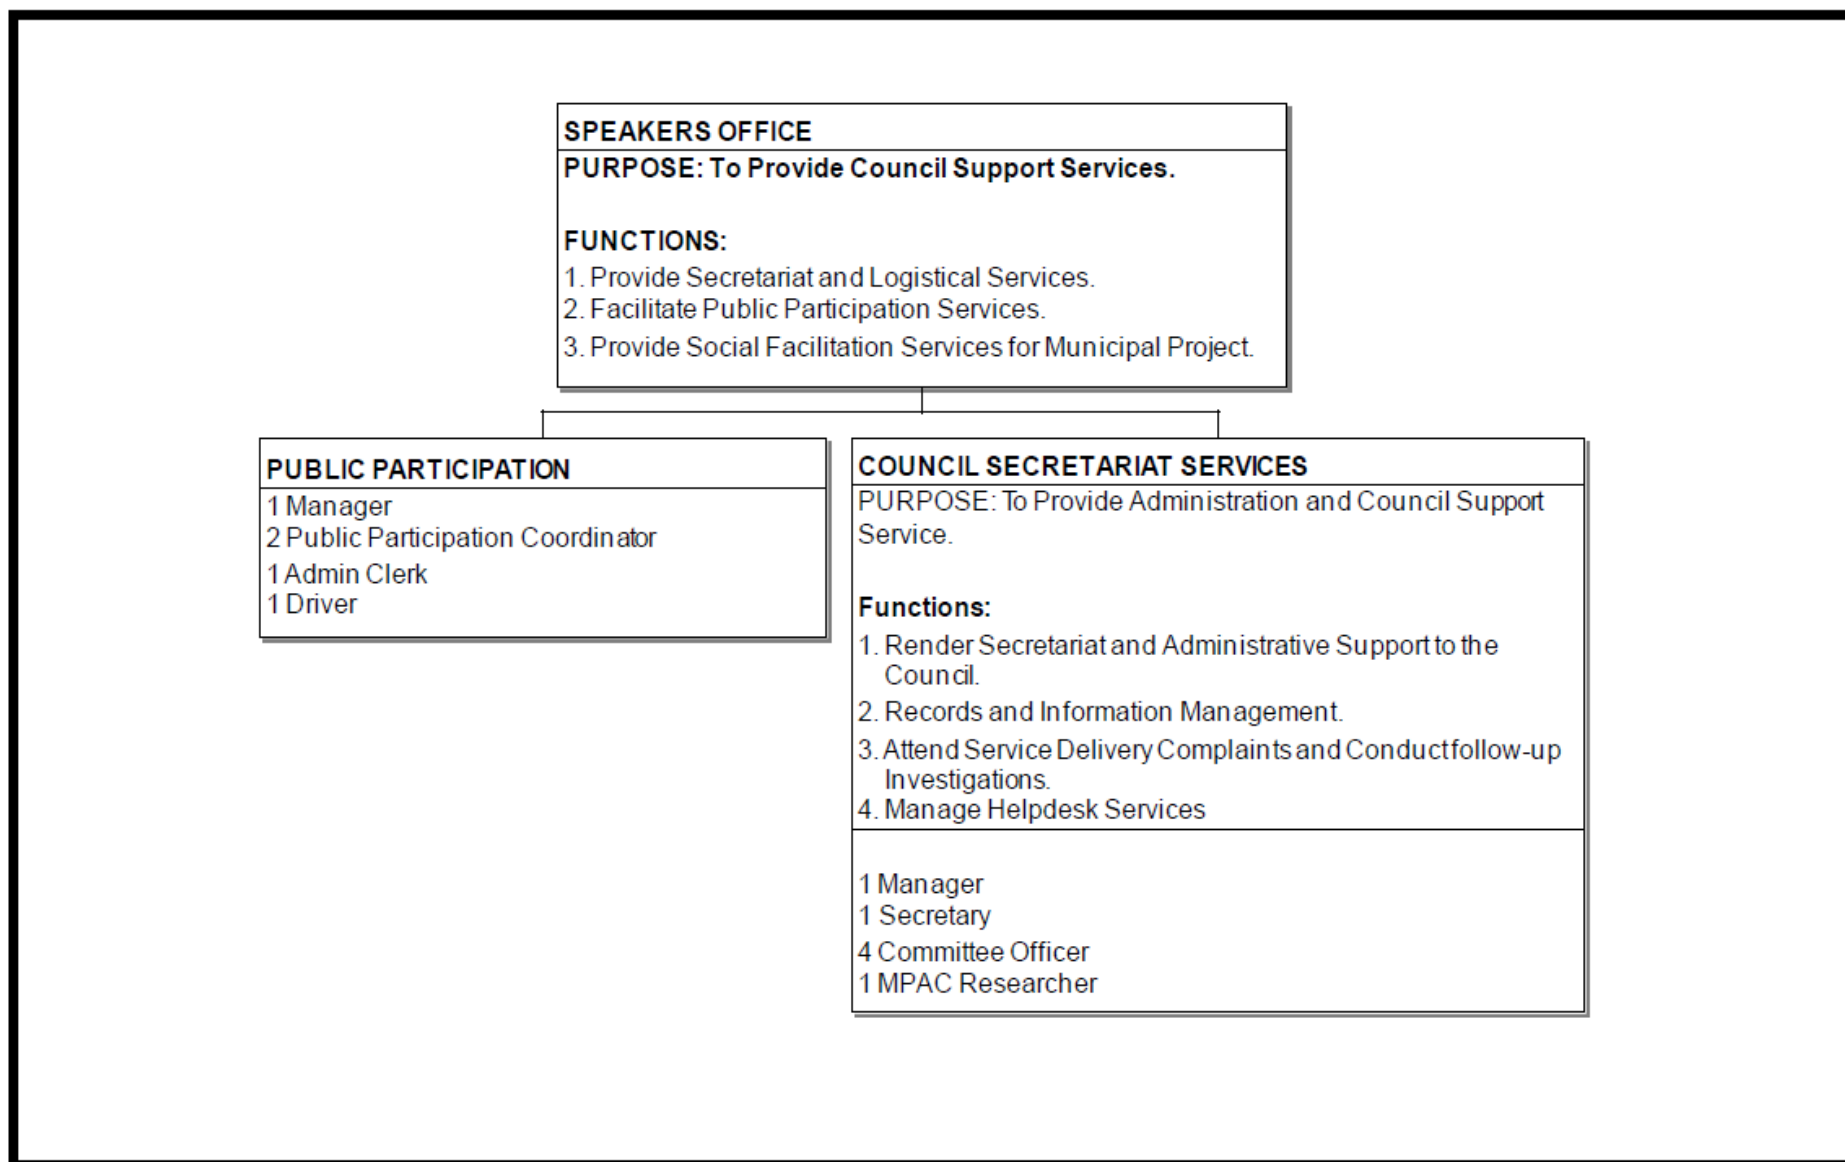 SPEAKERS OFFICE
PURPOSE: To Provide Council Support Services.
FUNCTIONS:
1. Provide Secretariat and Logistical Services.
2. Facilitate Public Participation Services.
3. Provide Social Facilitation Services for Municipal Project.
PUBLIC PARTICIPATION
1 Manager
2 Public Participation Coordinator
1 Admin Clerk
1 Driver
COUNCIL SECRETARIAT SERVICES
PURPOSE: To Provide Administration and Council Support
Service.
Functions:
1. Render Secretariat and Administrative Support to the
Council.
2. Records and Information Management.
3. Attend Service Delivery Complaints and Conduct follow-up
Investigations.
4. Manage Helpdesk Services
1 Manager
1 Secretary
4 Committee Officer
1 MPAC Researcher